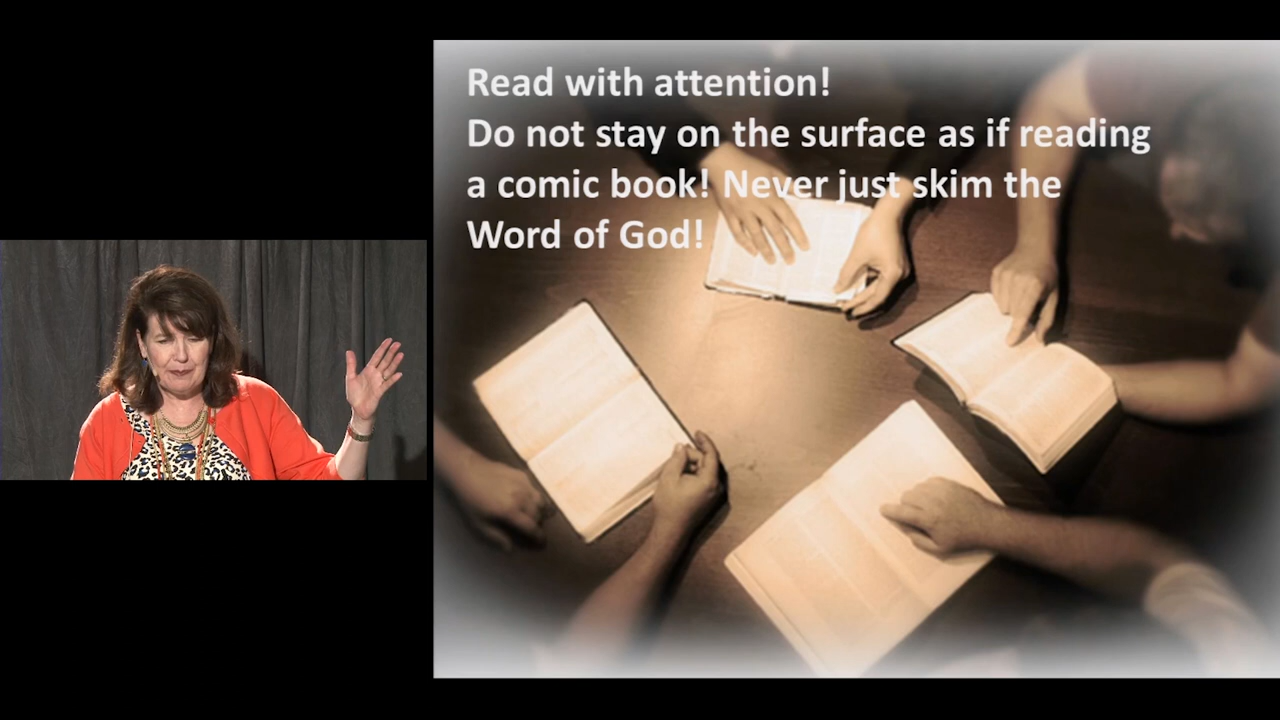 Read with attention!
Do not stay on the surface as if reading
a comic book! Never just skim the
Word of God!